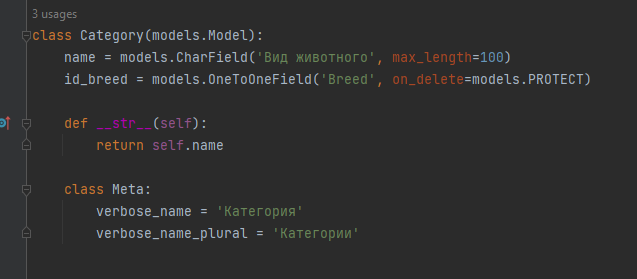 3 usages
class Category(models.Model):
    name = models.CharField('Вид животного', max_length=100)
    id_breed = models.OneToOneField('Breed', on_delete=models.PROTECT)
    def __str__(self):
        return self.name
    class Meta:
        verbose_name = 'Категория'
        verbose_name_plural = 'Категории'